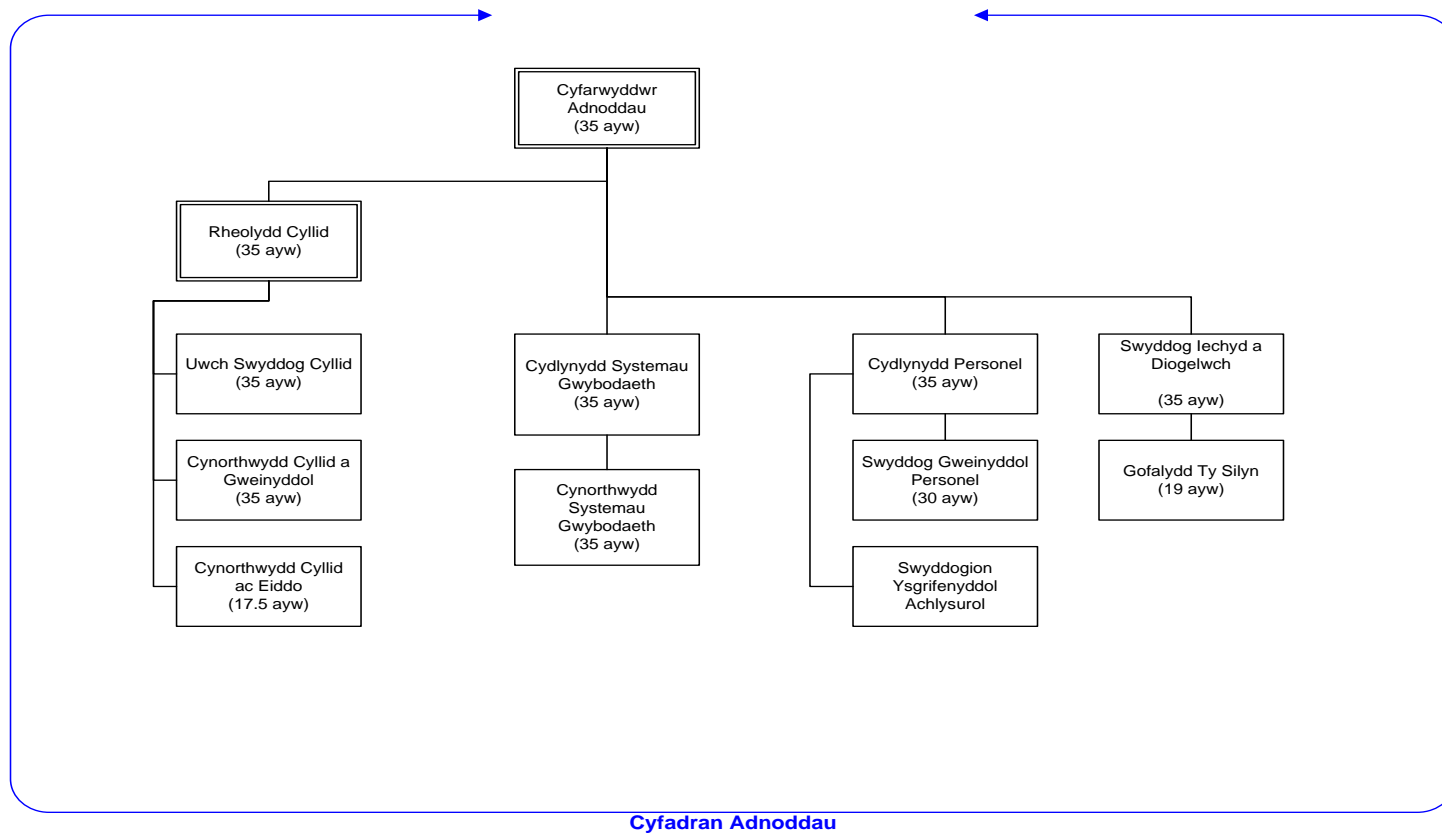 Cyfarwyddwr
Adnoddau
(35 ayw)
Rheolydd Cyllid
(35 ayw)
Uwch Swyddog Cyllid
(35 ayw)
Cynorthwydd Cyllid a
Gweinyddol
(35 ayw)
Cynorthwydd Cyllid
ac Eiddo
(17.5 ayw)
Cydlynydd Systemau
Gwybodaeth
(35 ayw)
Cynorthwydd
Systemau
Gwybodaeth
(35 ayw)
Cydlynydd Personel
(35 ayw)
Swyddog Gweinyddol
Personel
(30 ayw)
Swyddogion
Ysgrifenyddol
Achlysurol
Swyddog Iechyd a
Diogelwch
(35 ayw)
Gofalydd Ty Silyn
(19 ayw)
Cyfadran Adnoddau